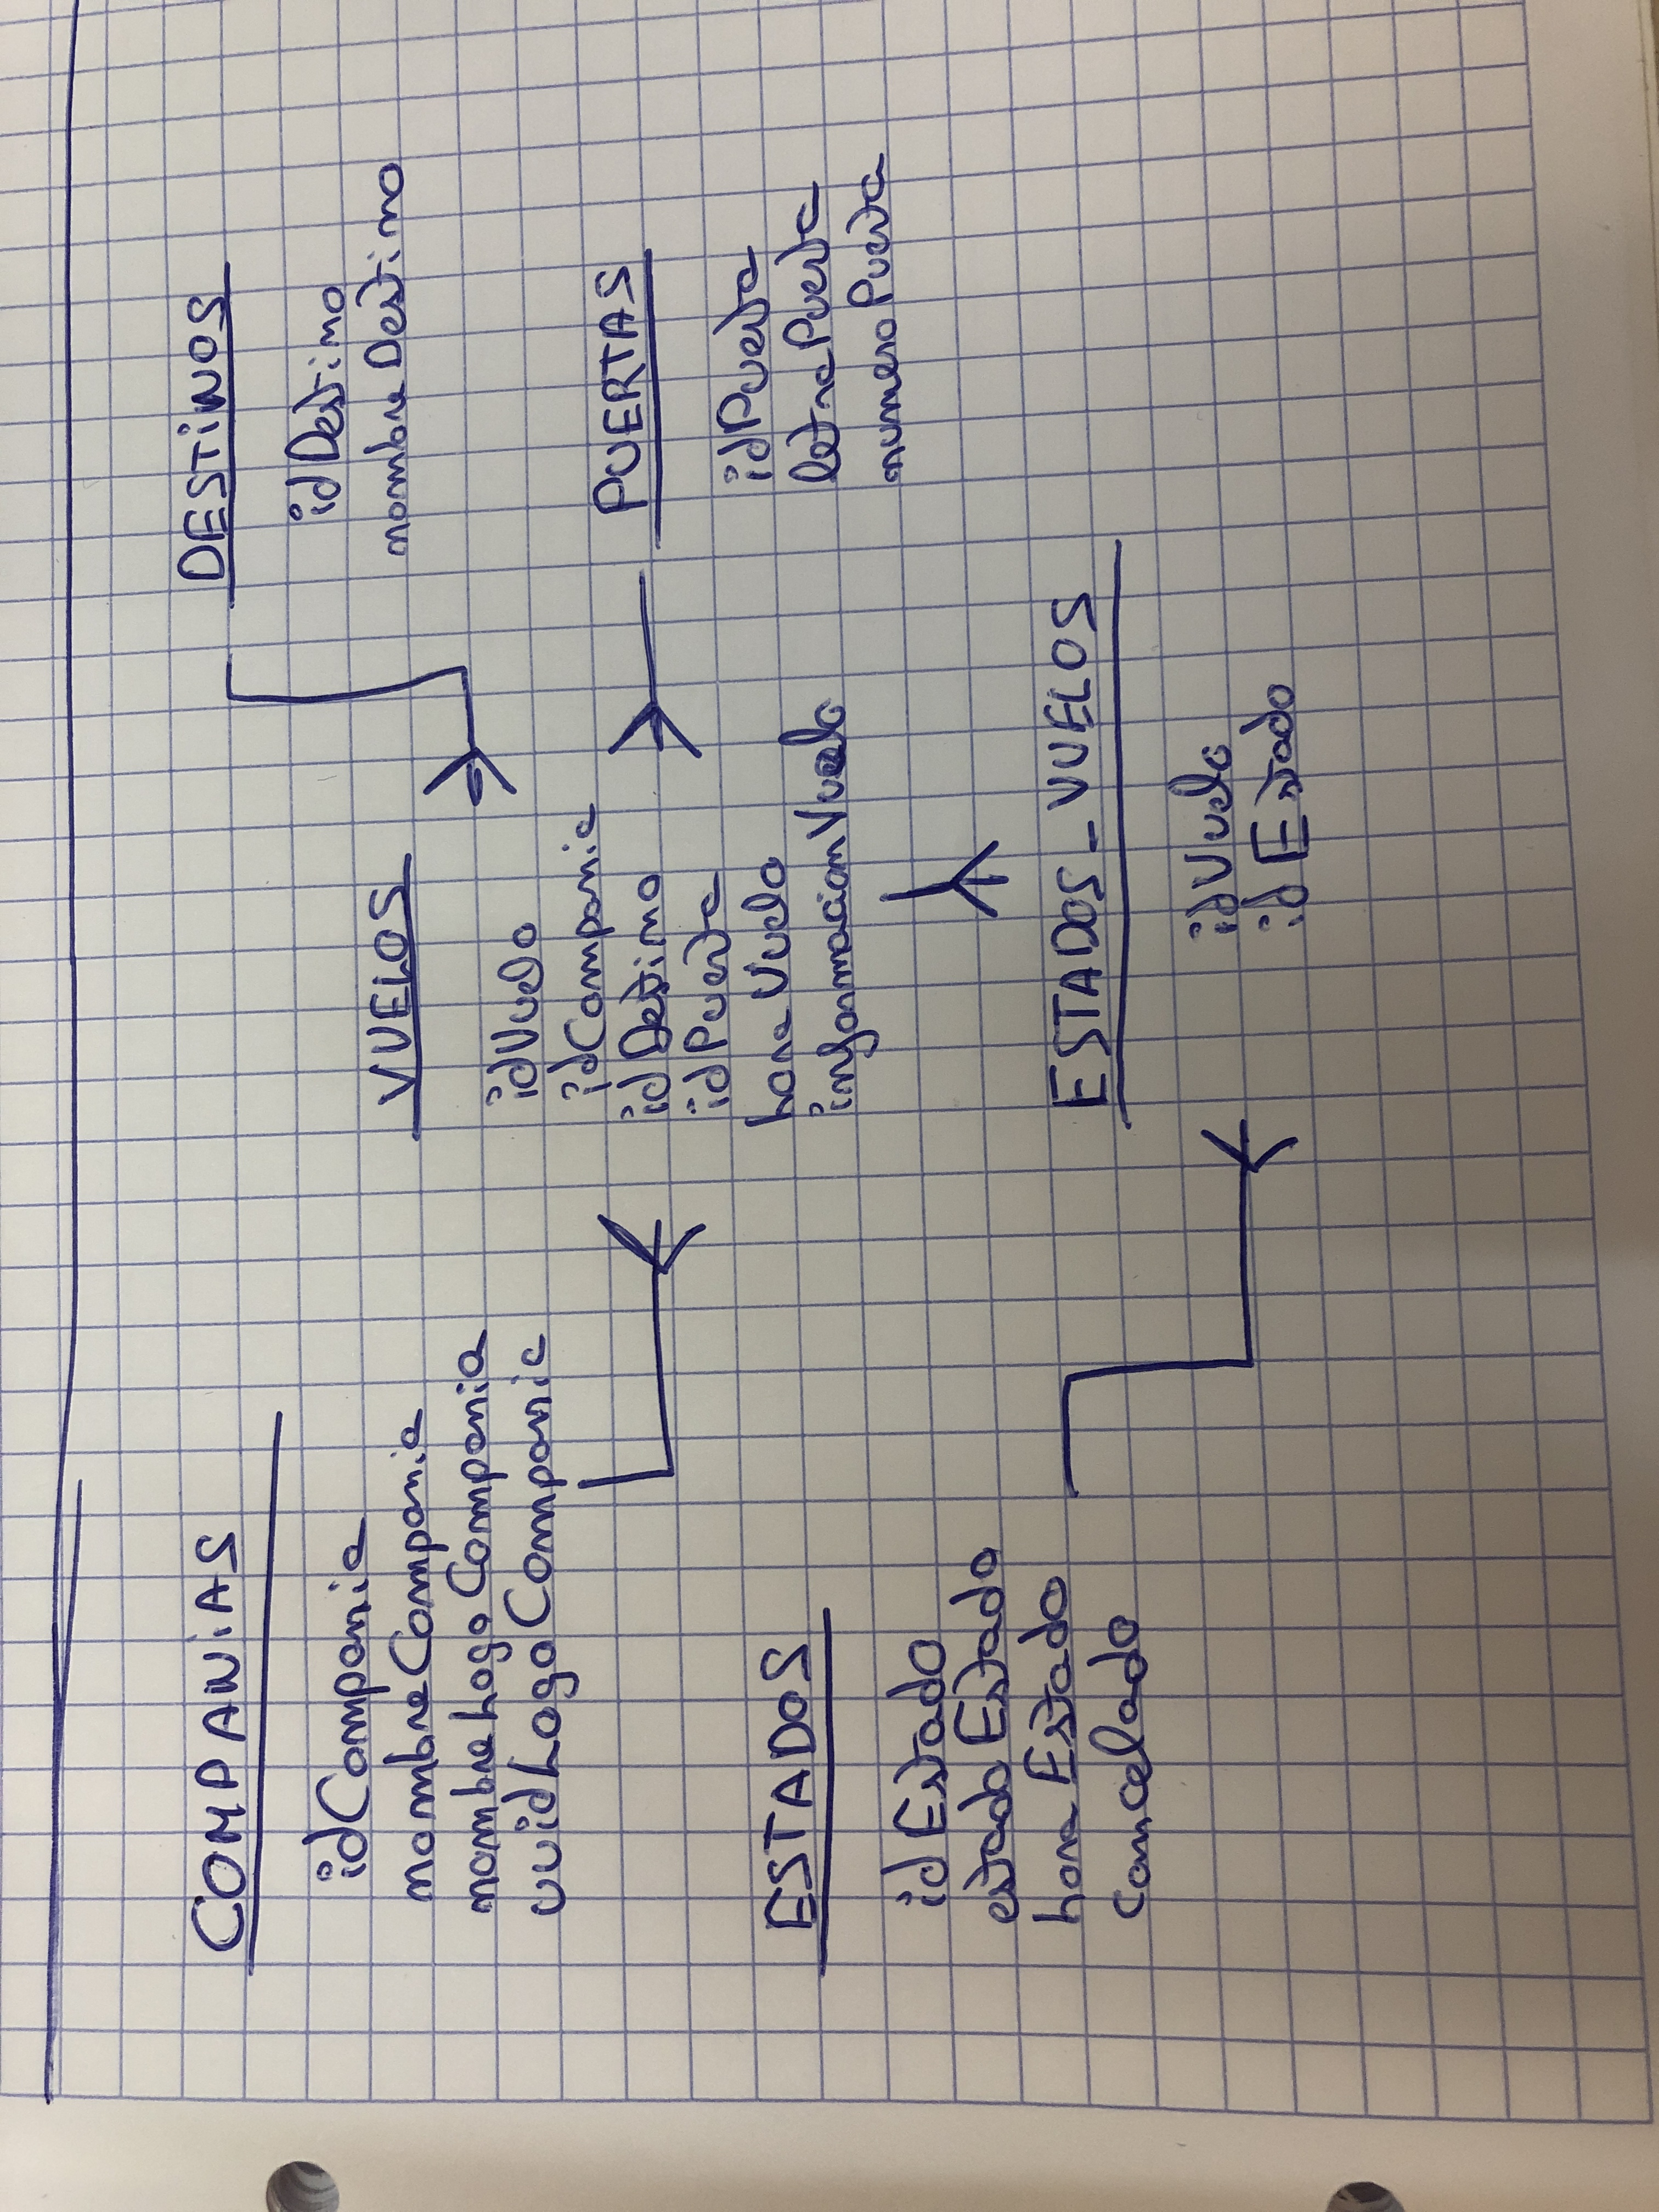 COMPANIAS
idCompania
nombreCompania
nombreLogoCompania
uuidLogoCompania
ESTADOS
idEstado
estadoEstado
horaEstado
cancelado
VUELOS
idVuelo
idCompania
idDestino
idPuerta
horaVuelo
informacionVuelo
ESTADOS_VUELOS
idVuelo
idEstado
DESTINOS
idDestino
nombreDestino
PUERTAS
idPuerta
letraPuerta
numeroPuerta